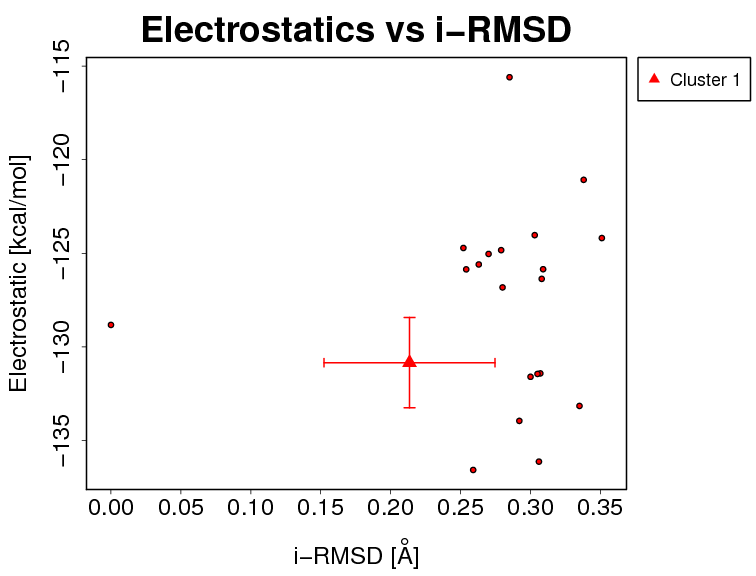 Electrostatics vs i−RMSD
Cluster 1
Electrostatic [kcal/mol]
−115
−120
−125
−130
−135
0.00 0.05 0.10 0.15 0.20 0.25 0.30 0.35
i−RMSD [Å]